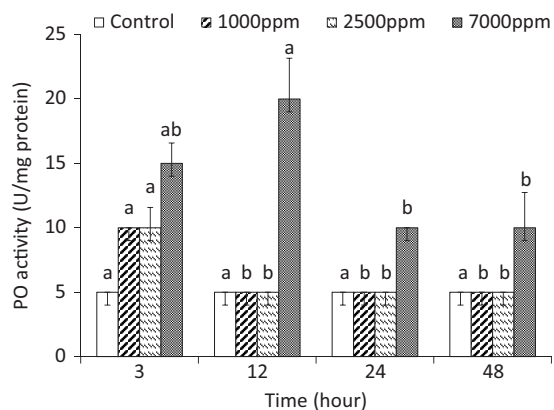 Control 1000ppm 2500ppm 7000ppm
PO activity (U/mg protein)
25
20
15
10
5
0
a a a ab
a b b a
a b b b
a b b b
3 12 24 48
Time (hour)